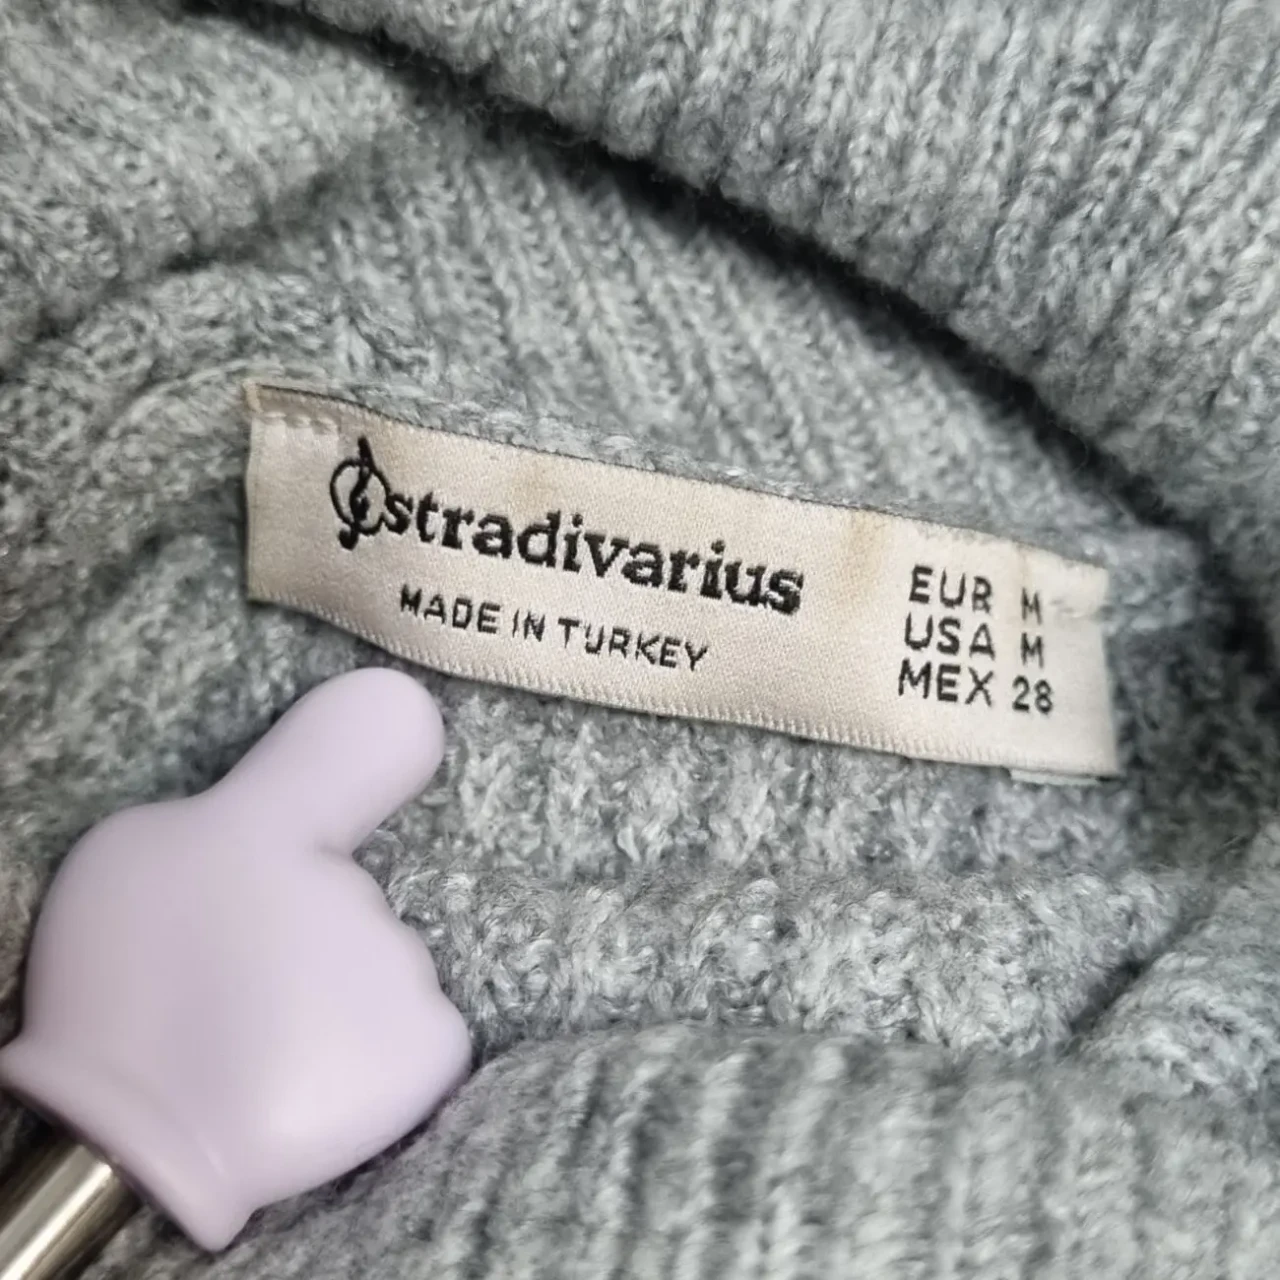 stradivarius
MADE IN TURKEY
EUR M
USA M
MEX 28